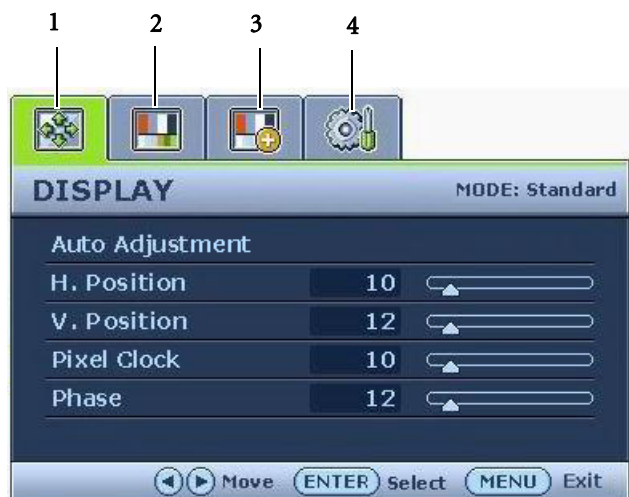 1 2 3 4
DISPLAY MODE: Standard
Auto Adjustment
H. Position 10
V. Position 12
Pixel Clock 10
Phase 12
Move ENTER Select MENU Exit